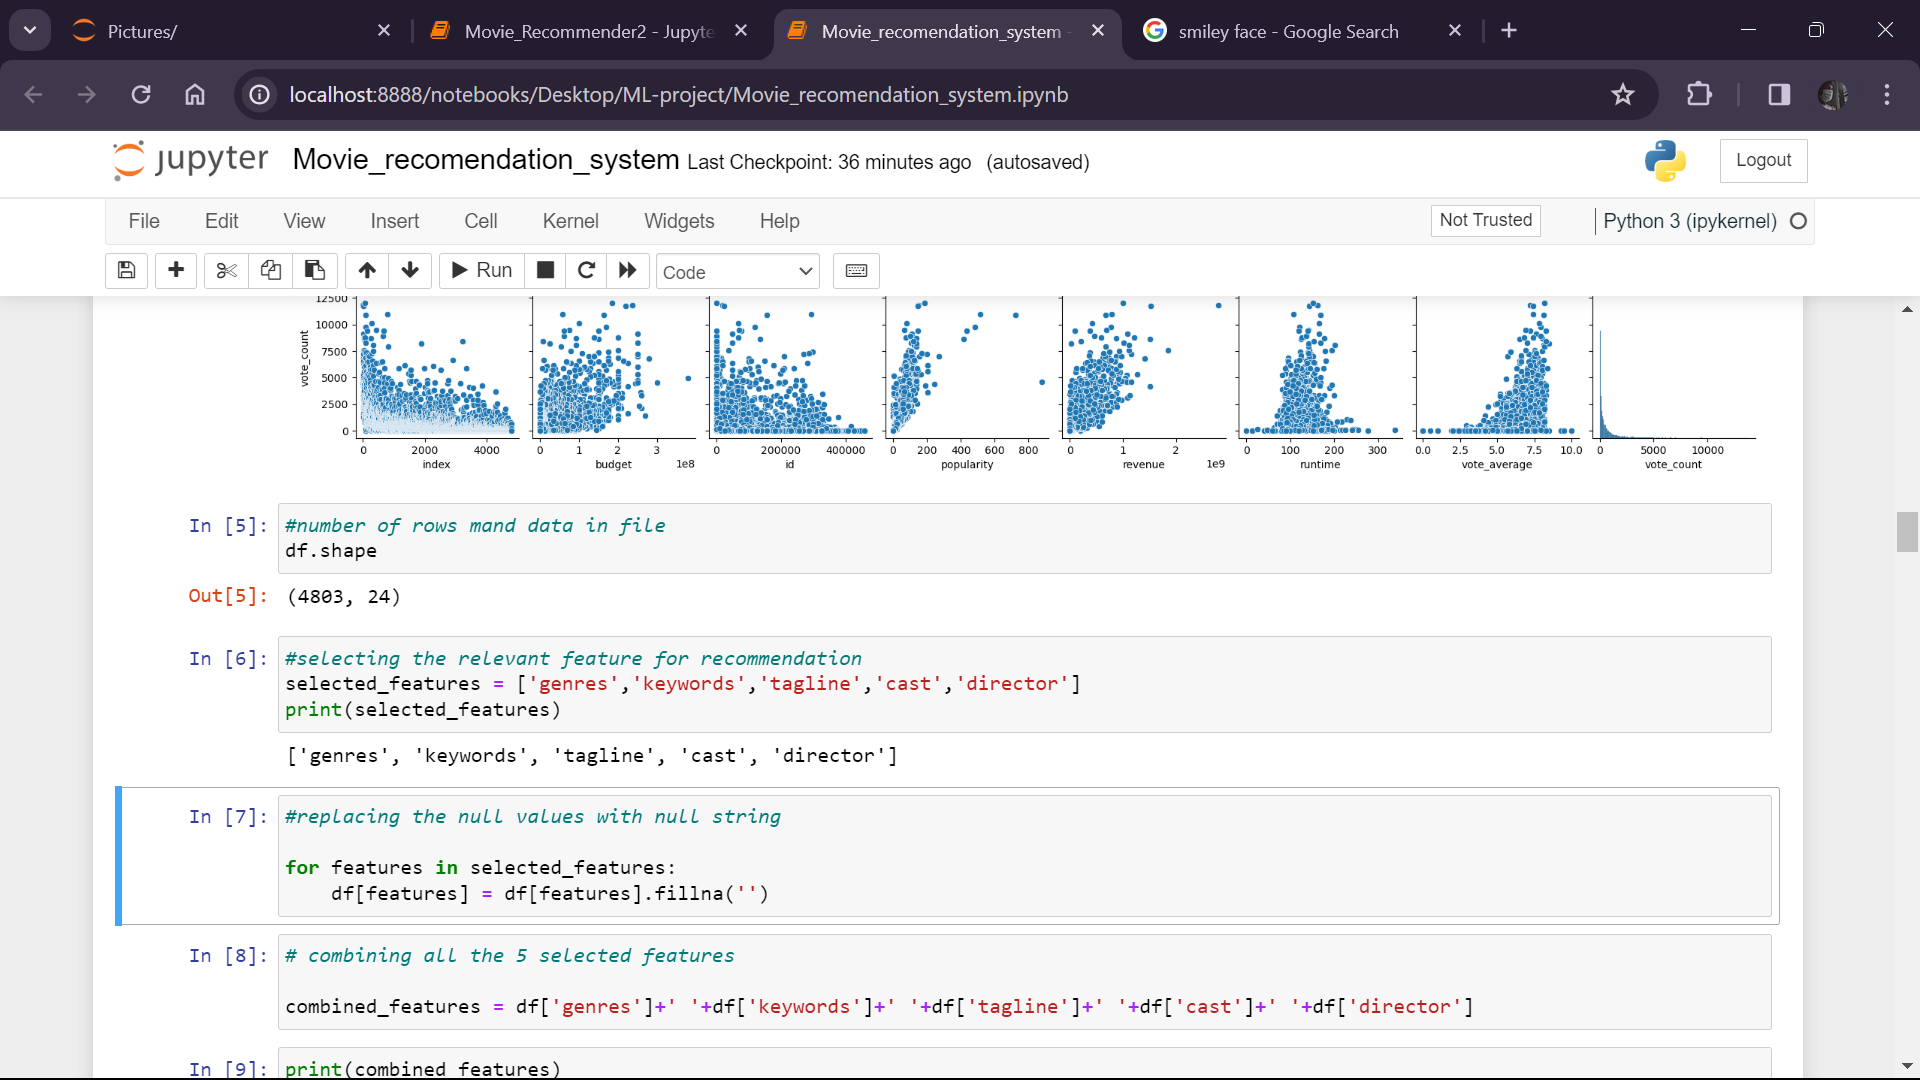 Pictures/
Movie_Recommender2 - Jupyte
Movie_recomendation_system -
smiley face - Google Search
localhost:8888/notebooks/Desktop/ML-project/Movie_recomendation_system.ipynb
jupyter Movie_recomendation_system Last Checkpoint: 36 minutes ago (autosaved)
Logout
File Edit View Insert Cell Kernel Widgets Help
Not Trusted
Python 3 (ipykernel)
Run
Code
12500
10000
7500
5000
2500
0
vote_count
0 2000 4000
index
0 1 2 3
budget 1e8
0 200000 400000
id
0 200 400 600 800
popularity
0 1 2
revenue 1e9
0 100 200 300
runtime
0.0 2.5 5.0 7.5 10.0
vote_average
0 5000 10000
vote_count
In [5]: #number of rows mand data in file
df.shape
Out[5]: (4803, 24)
In [6]: #selecting the relevant feature for recommendation
selected_features = ['genres','keywords','tagline','cast','director']
print(selected_features)
['genres', 'keywords', 'tagline', 'cast', 'director']
In [7]: #replacing the null values with null string
for features in selected_features:
    df[features] = df[features].fillna('')
In [8]: # combining all the 5 selected features
combined_features = df['genres']+' '+df['keywords']+' '+df['tagline']+' '+df['cast']+' '+df['director']
In [9]: print(combined_features)